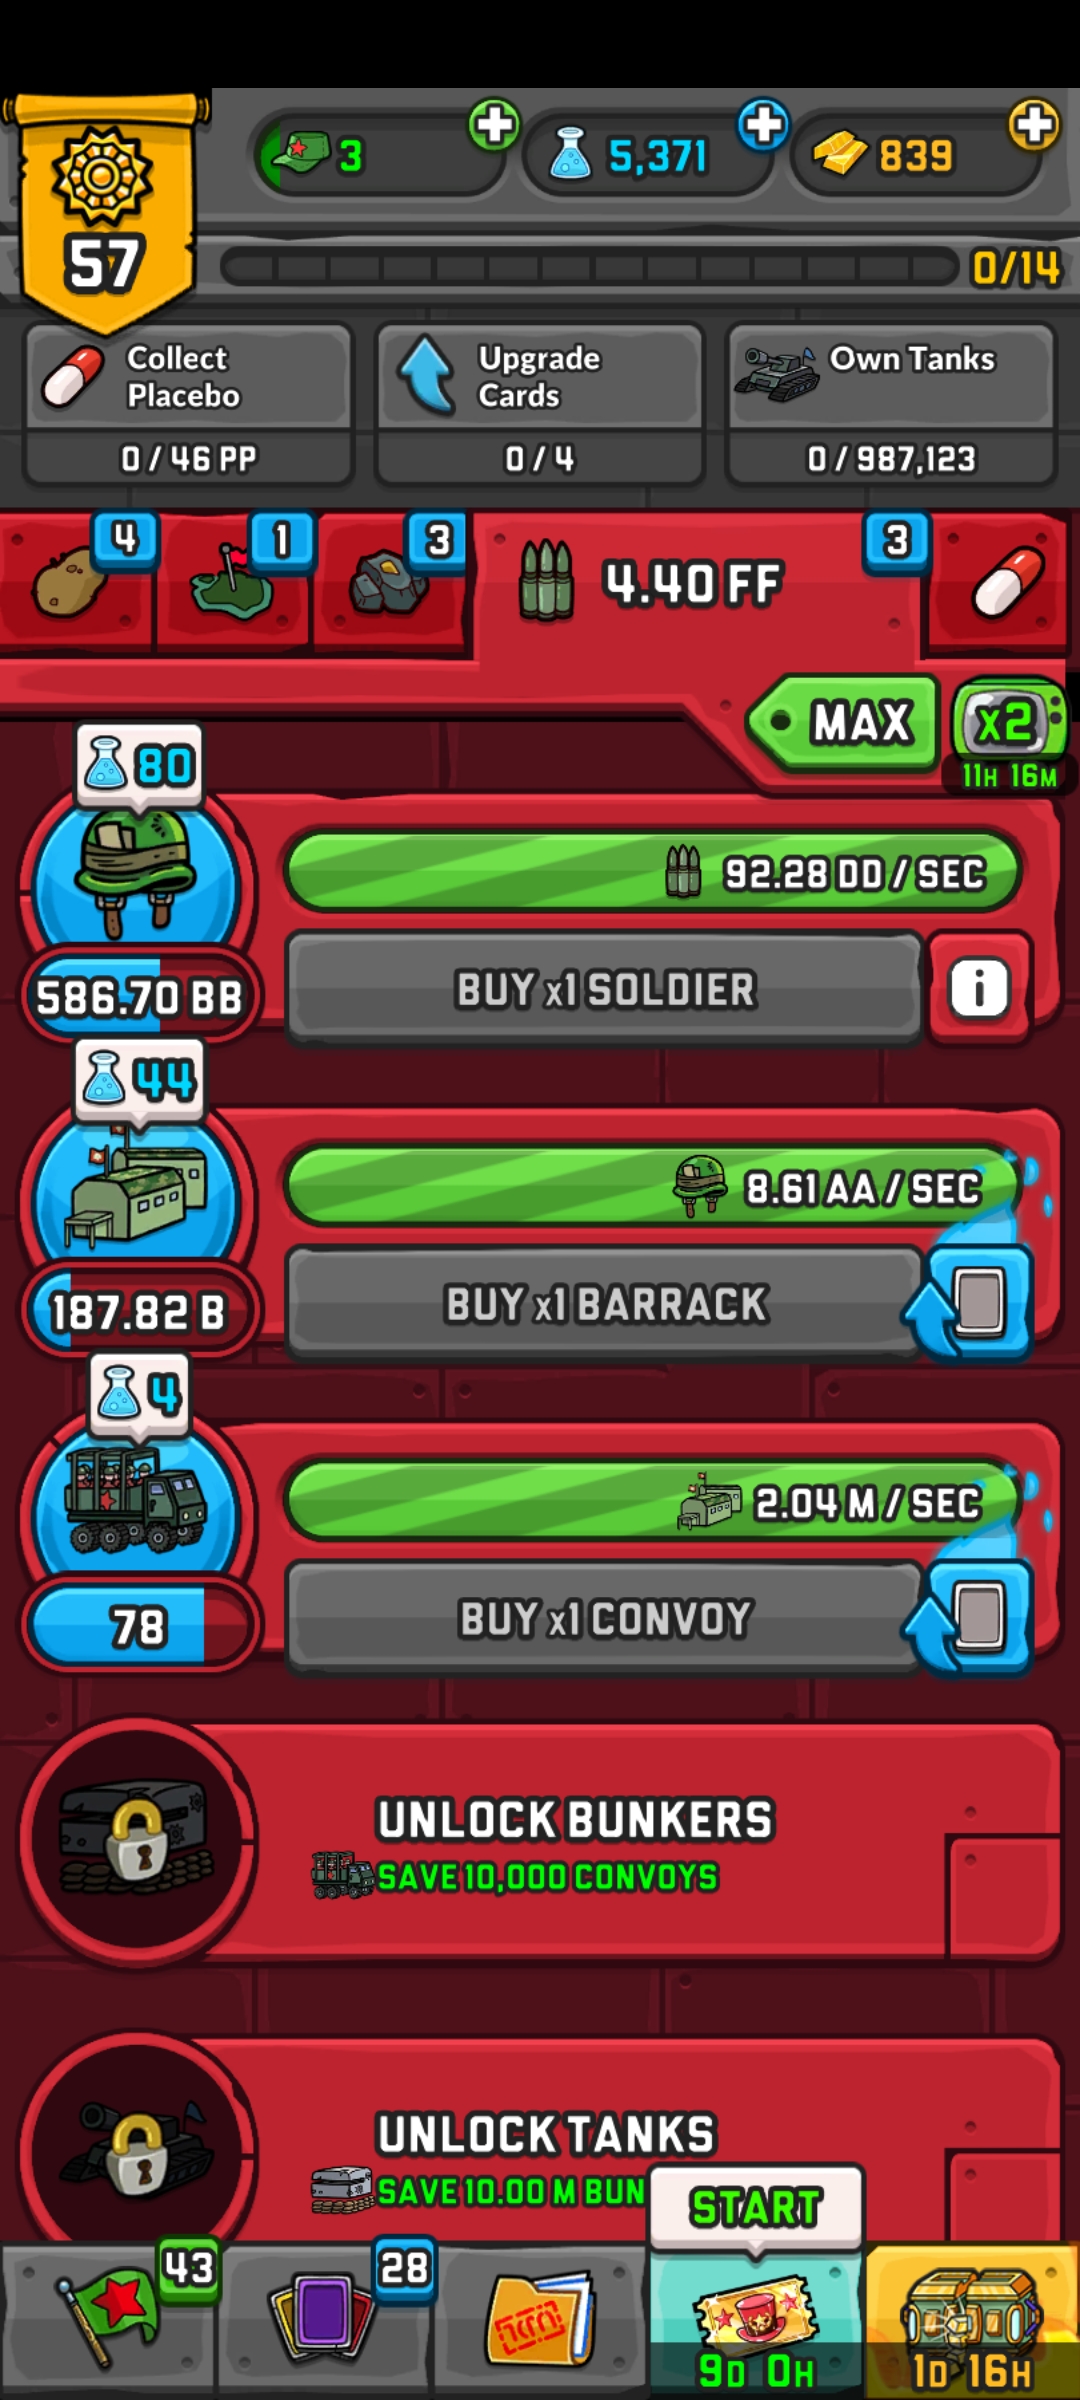 57
3
5,371
839
0/14
Collect
Placebo
0 / 46 PP
Upgrade
Cards
0 / 4
Own Tanks
0 / 987,123
4
1
3
4.40 FF
3
MAX
x2
11H 16M
80
92.28 DD / SEC
586.70 BB
BUY x1 SOLDIER
i
44
8.61 AA / SEC
187.82 B
BUY x1 BARRACK
4
2.04 M / SEC
78
BUY x1 CONVOY
UNLOCK BUNKERS
SAVE 10,000 CONVOYS
UNLOCK TANKS
SAVE 10.00 M BUN
START
43
28
9D 0H
1D 16H